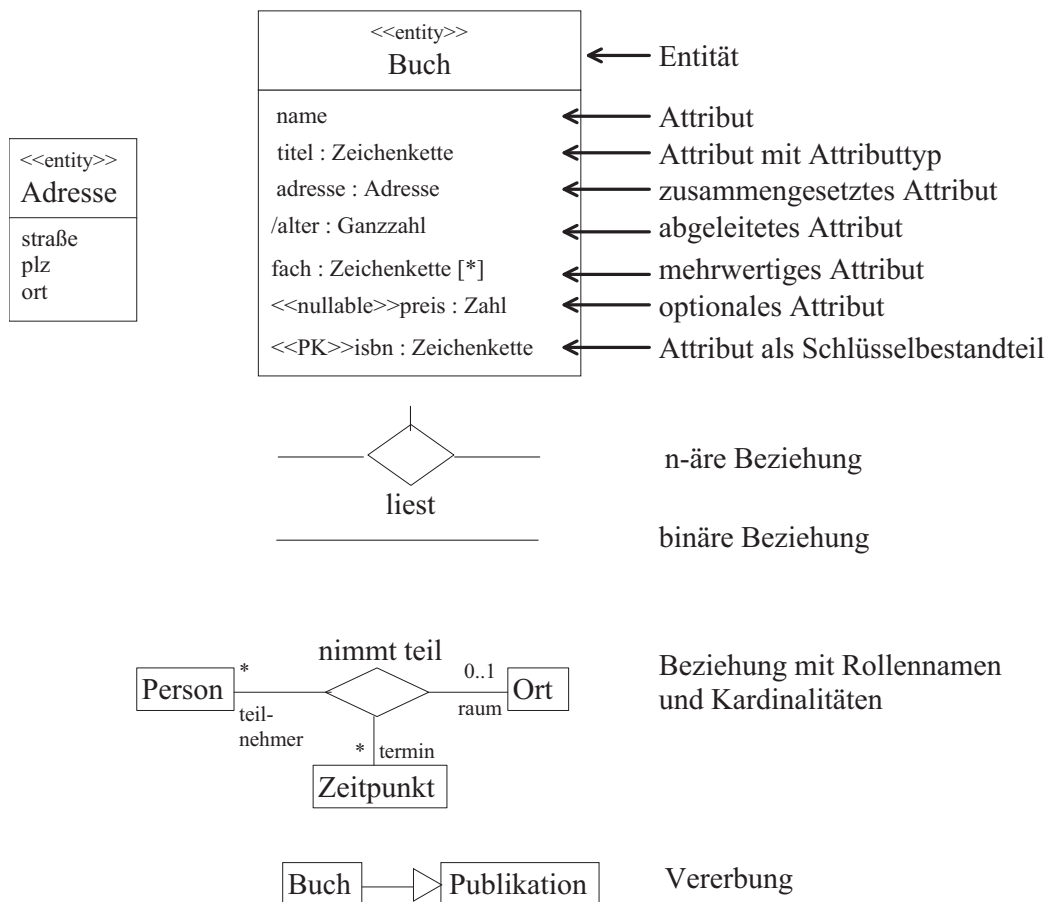 <<entity>>
Buch
Entität
name
Attribut
titel : Zeichenkette
Attribut mit Attributtyp
adresse : Adresse
zusammengesetztes Attribut
/alter : Ganzzahl
abgeleitetes Attribut
fach : Zeichenkette [*]
mehrwertiges Attribut
<<nullable>>preis : Zahl
optionales Attribut
<<PK>>isbn : Zeichenkette
Attribut als Schlüsselbestandteil
<<entity>>
Adresse
straße
plz
ort
liest
n-äre Beziehung
binäre Beziehung
nimmt teil
Person
*
teil-
nehmer
0..1
raum
Ort
* termin
Zeitpunkt
Beziehung mit Rollennamen
und Kardinalitäten
Buch
Publikation
Vererbung